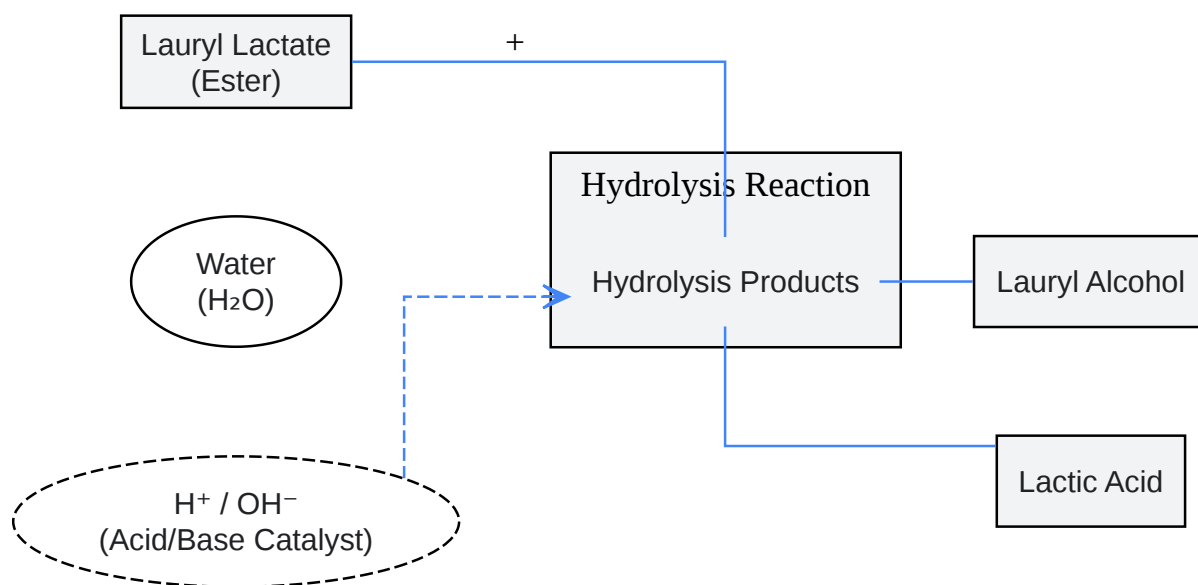 Lauryl Lactate
(Ester)
+
Hydrolysis Reaction
Water
(H₂O)
Hydrolysis Products
Lauryl Alcohol
H⁺ / OH⁻
(Acid/Base Catalyst)
Lactic Acid